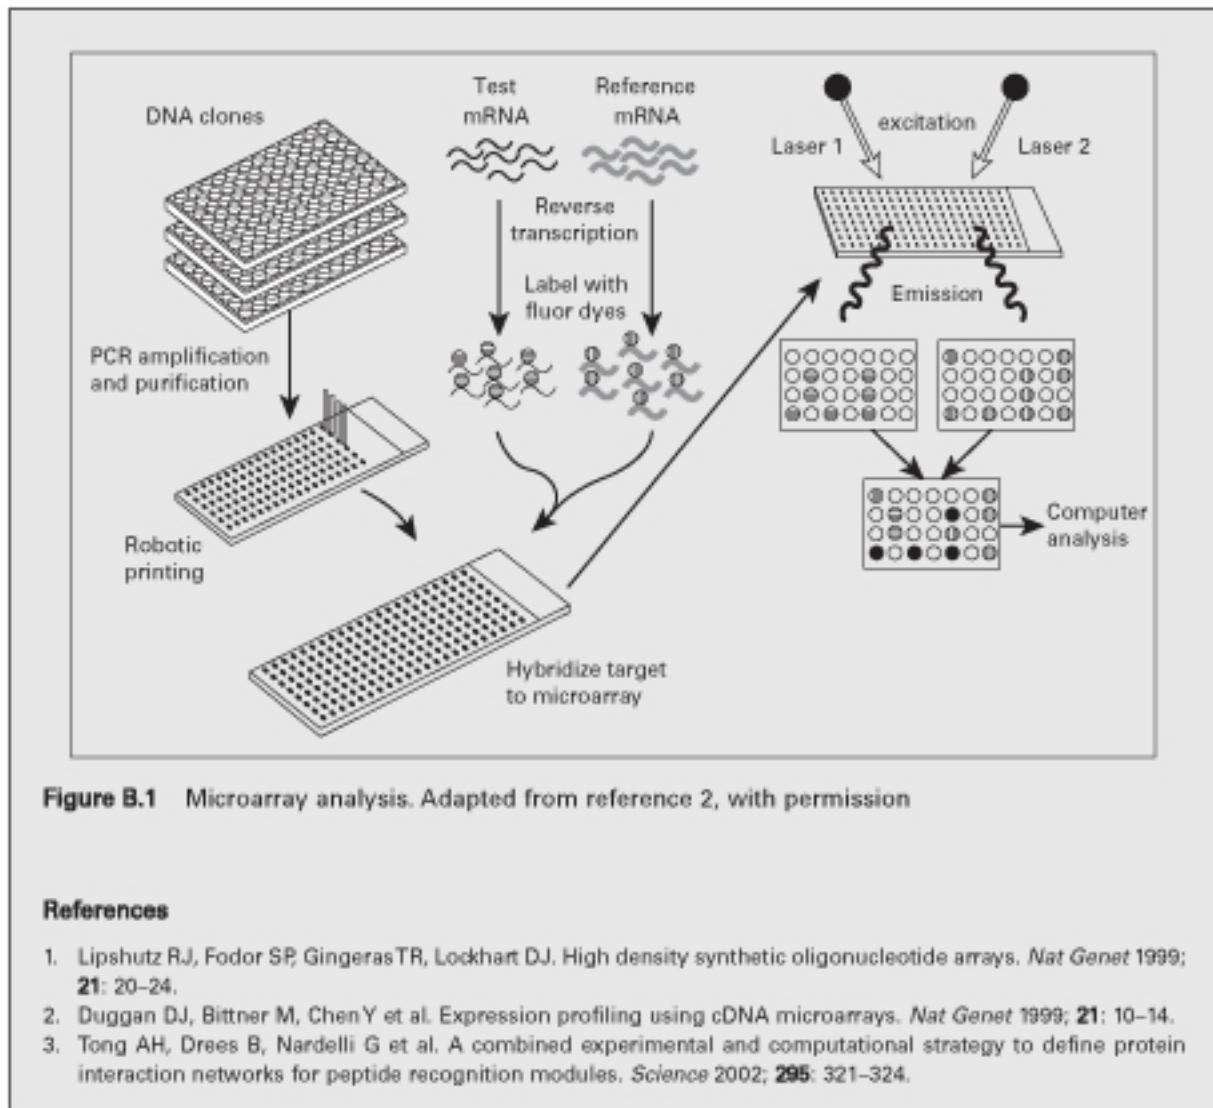 DNA clones
Test
mRNA
Reference
mRNA
Reverse
transcription
Label with
fluor dyes
PCR amplification
and purification
Robotic
printing
Hybridize target
to microarray
excitation
Laser 1
Laser 2
Emission
Computer
analysis
Figure B.1 Microarray analysis. Adapted from reference 2, with permission
References
1. Lipshutz RJ, Fodor SP, Gingeras TR, Lockhart DJ. High density synthetic oligonucleotide arrays. Nat Genet 1999;
21: 20–24.
2. Duggan DJ, Bittner M, Chen Y et al. Expression profiling using cDNA microarrays. Nat Genet 1999; 21: 10–14.
3. Tong AH, Drees B, Nardelli G et al. A combined experimental and computational strategy to define protein
interaction networks for peptide recognition modules. Science 2002; 295: 321–324.